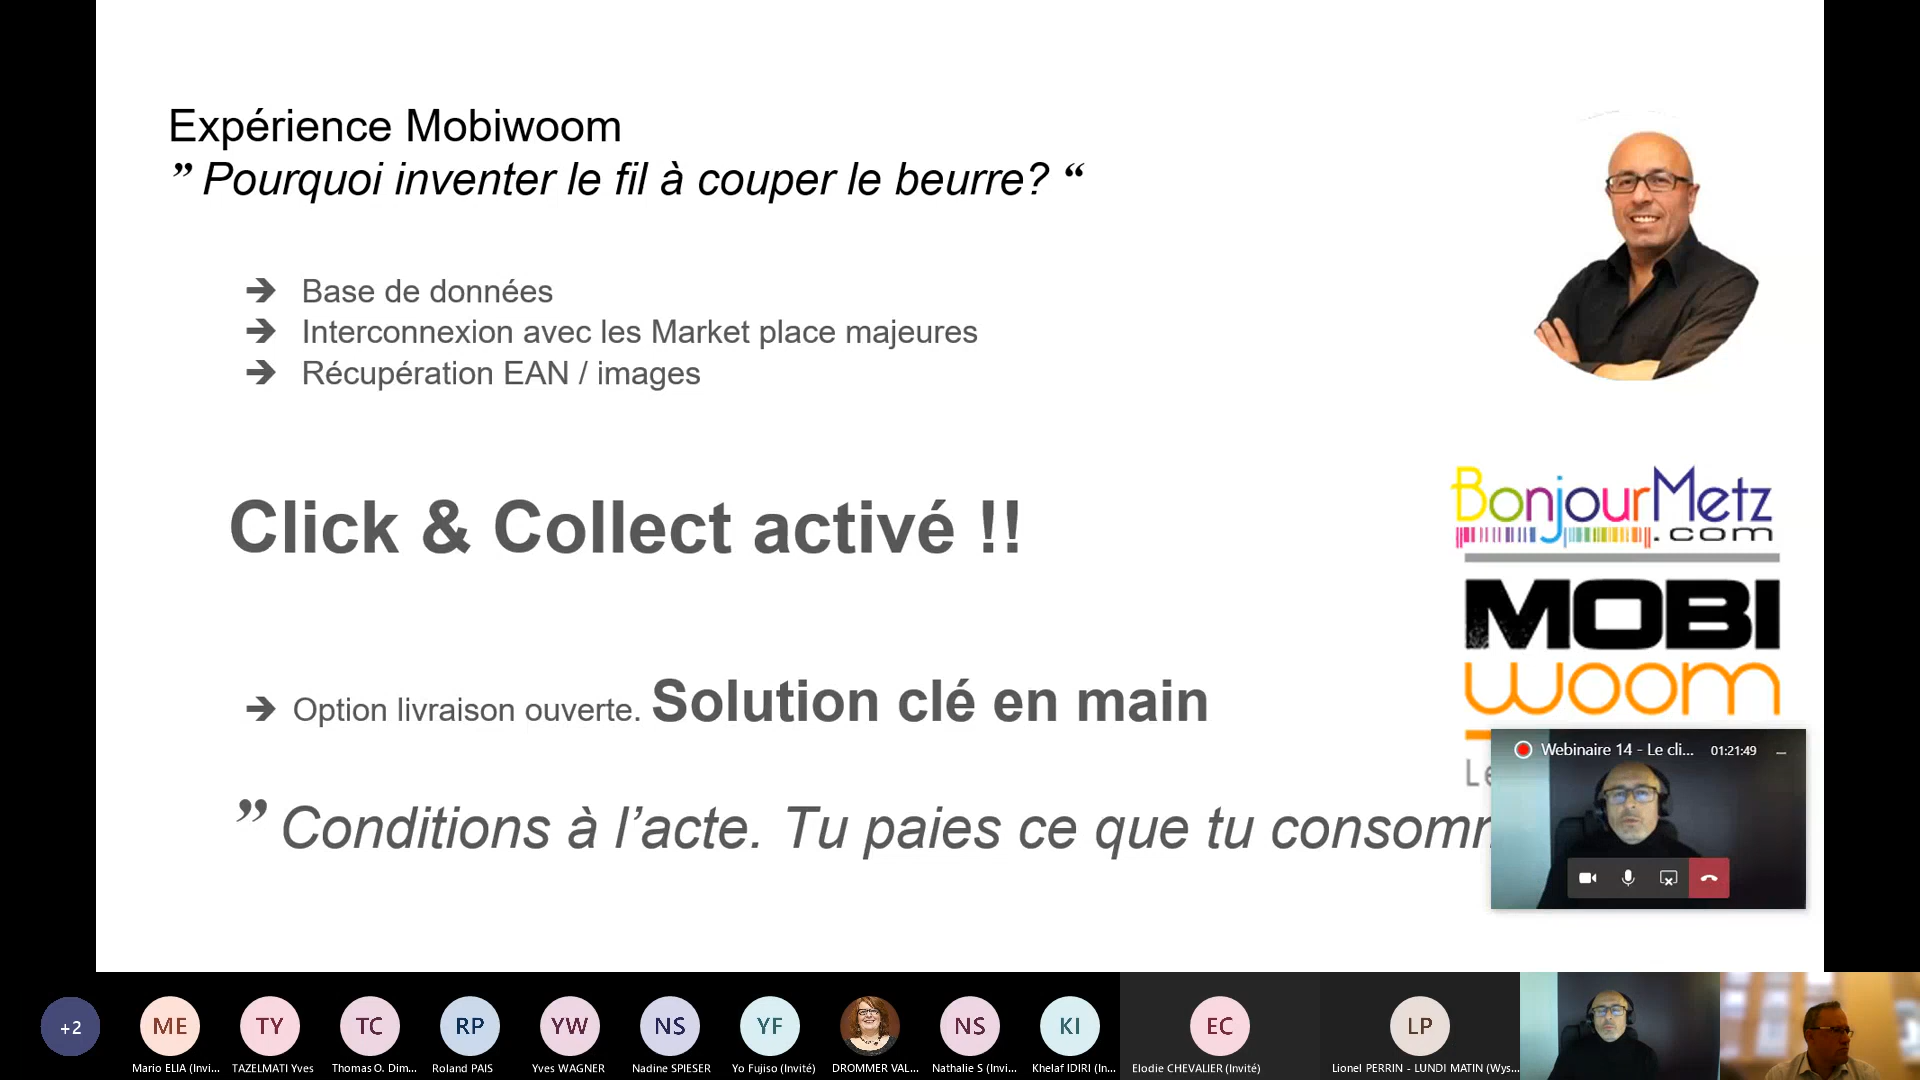 Expérience Mobiwoom
” Pourquoi inventer le fil à couper le beurre? “
➔ Base de données
➔ Interconnexion avec les Market place majeures
➔ Récupération EAN / images
Click & Collect activé !!
➔ Option livraison ouverte. Solution clé en main
” Conditions à l’acte. Tu paies ce que tu consom
BonjourMetz
.com
MOBI
woom
Le
Webinaire 14 - Le cli... 01:21:49
+2 ME TY TC RP YW NS YF NS KI EC LP
Mario ELIA (Invi... TAZELMATI Yves Thomas O. Dim... Roland PAIS Yves WAGNER Nadine SPIESER Yo Fujiso (Invité) DROMMER VAL... Nathalie S (Invi... Khelaf IDIRI (In... Elodie CHEVALIER (Invité) Lionel PERRIN - LUNDI MATIN (Wys...